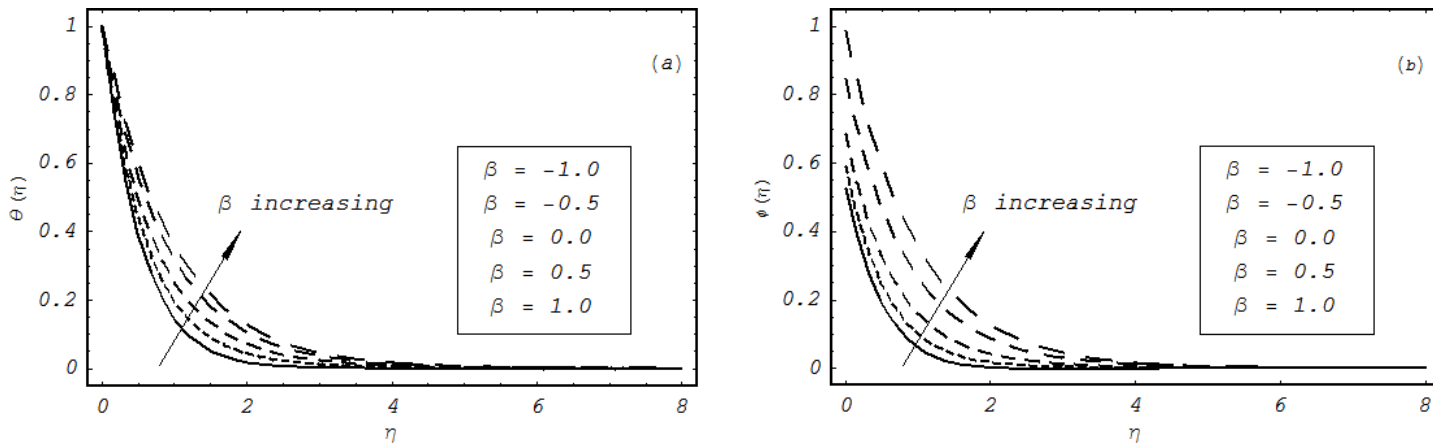 (a)
1
0.8
0.6
0.4
0.2
0
θ(η)
β increasing
β = -1.0
β = -0.5
β = 0.0
β = 0.5
β = 1.0
0 2 4 6 8
η
(b)
1
0.8
0.6
0.4
0.2
0
φ(η)
β increasing
β = -1.0
β = -0.5
β = 0.0
β = 0.5
β = 1.0
0 2 4 6 8
η